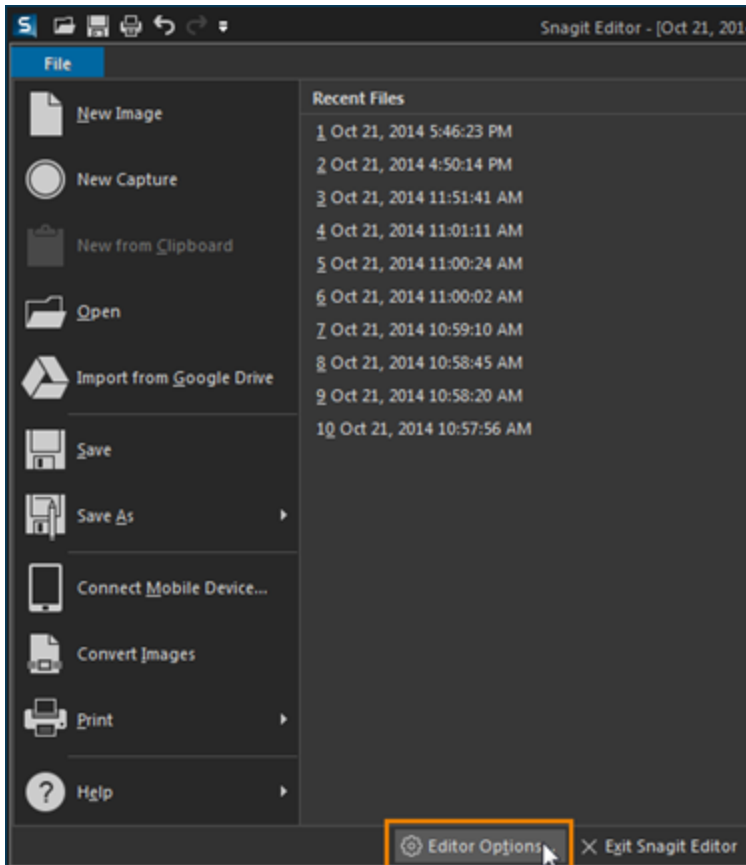 S
Snagit Editor - [Oct 21, 201
File
New Image
New Capture
New from Clipboard
Open
Import from Google Drive
Save
Save As
Connect Mobile Device...
Convert Images
Print
? Help
Recent Files
1 Oct 21, 2014 5:46:23 PM
2 Oct 21, 2014 4:50:14 PM
3 Oct 21, 2014 11:51:41 AM
4 Oct 21, 2014 11:01:11 AM
5 Oct 21, 2014 11:00:24 AM
6 Oct 21, 2014 11:00:02 AM
7 Oct 21, 2014 10:59:10 AM
8 Oct 21, 2014 10:58:45 AM
9 Oct 21, 2014 10:58:20 AM
10 Oct 21, 2014 10:57:56 AM
Editor Options...
Exit Snagit Editor